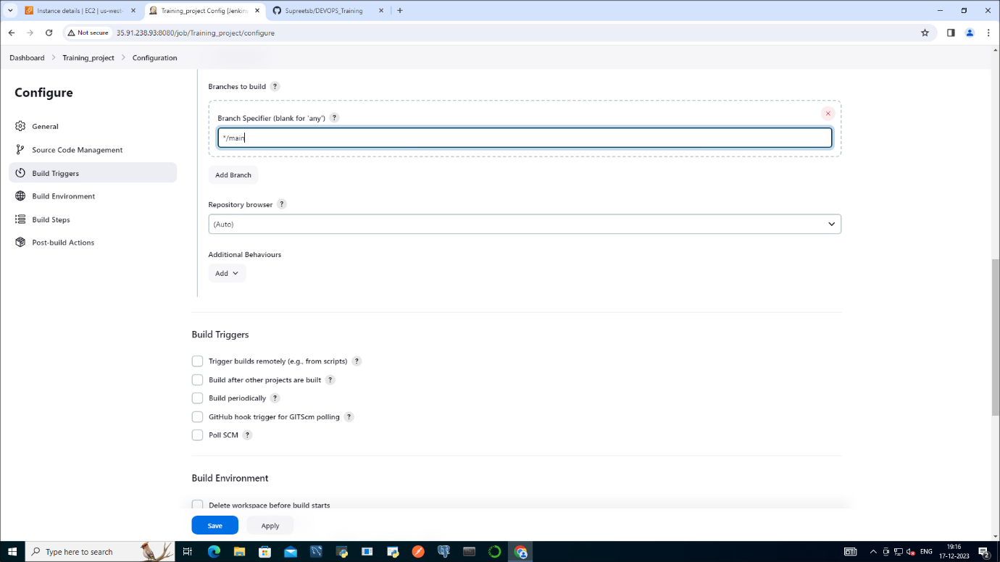 Instance details | EC2 | us-west-
Training_project Config [Jenkins
Supreetsb/DEVOPS_Training
Not secure
35.91.238.93:8080/job/Training_project/configure
Dashboard
Training_project
Configuration
Configure
General
Source Code Management
Build Triggers
Build Environment
Build Steps
Post-build Actions
Branches to build ?
Branch Specifier (blank for 'any') ?
*/main
Add Branch
Repository browser ?
(Auto)
Additional Behaviours
Add
Build Triggers
Trigger builds remotely (e.g., from scripts) ?
Build after other projects are built ?
Build periodically ?
GitHub hook trigger for GITScm polling ?
Poll SCM ?
Build Environment
Delete workspace before build starts
Save
Apply
Type here to search
ENG
19:16
17-12-2023
2